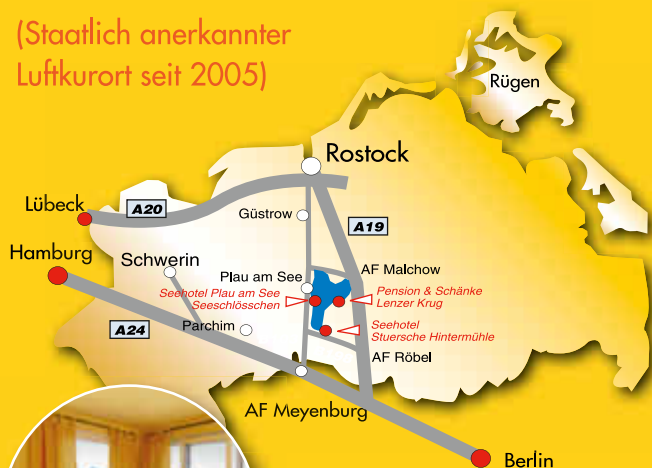 (Staatlich anerkannter
Luftkurort seit 2005)
Rügen
Rostock
Lübeck
A20
Güstrow
A19
Hamburg
Schwerin
Plau am See
AF Malchow
Seehotel Plau am See
Seeschlösschen
Pension & Schänke
Lenzer Krug
A24
Parchim
Seehotel
Stuersche Hintermühle
AF Röbel
AF Meyenburg
Berlin